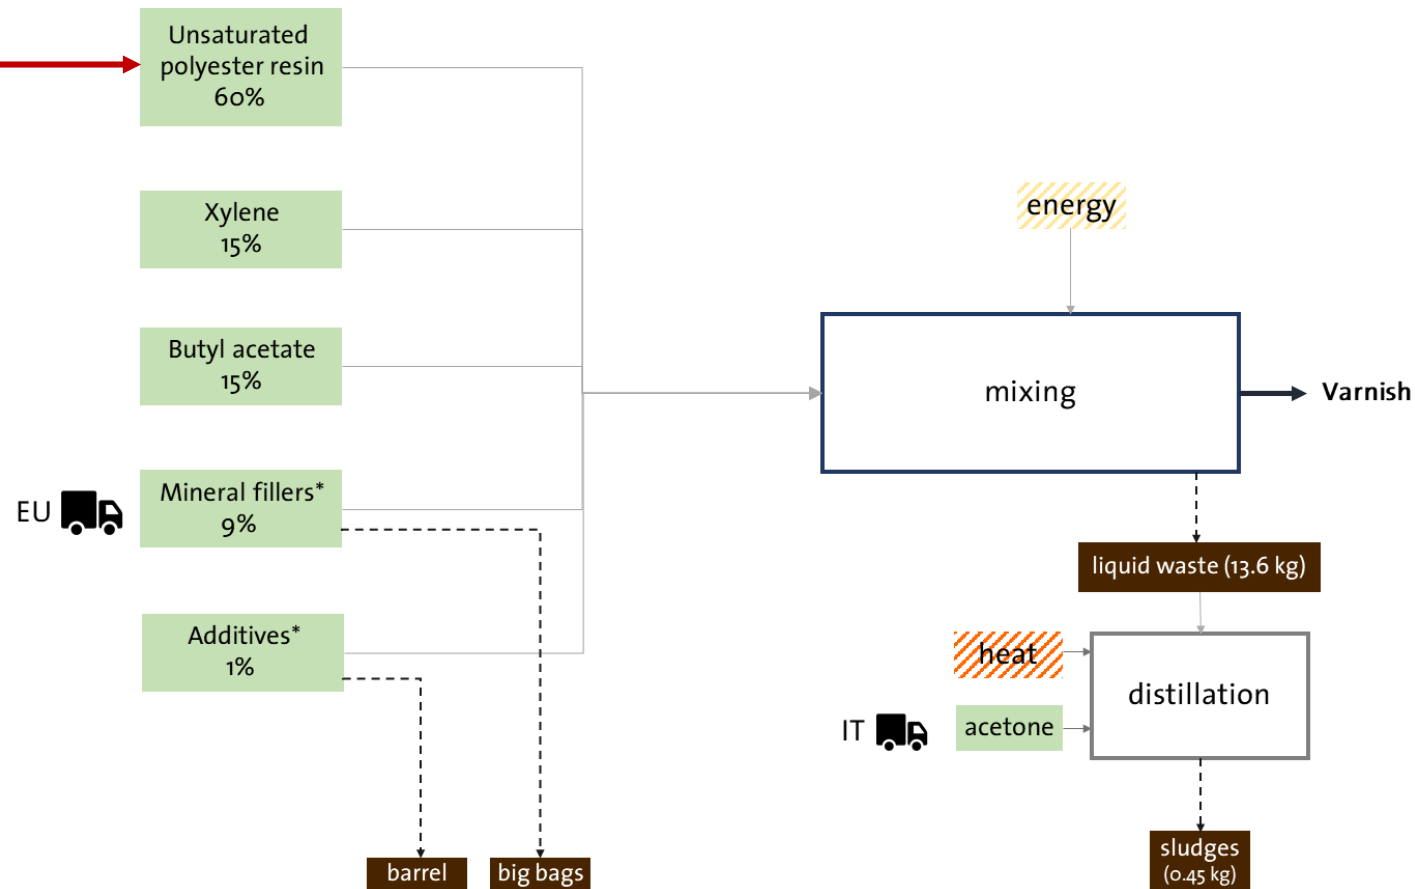 Unsaturated
polyester resin
60%
Xylene
15%
energy
Butyl acetate
15%
mixing
Varnish
EU
Mineral fillers*
9%
liquid waste (13.6 kg)
Additives*
1%
heat
distillation
IT
acetone
barrel
big bags
sludges
(0.45 kg)